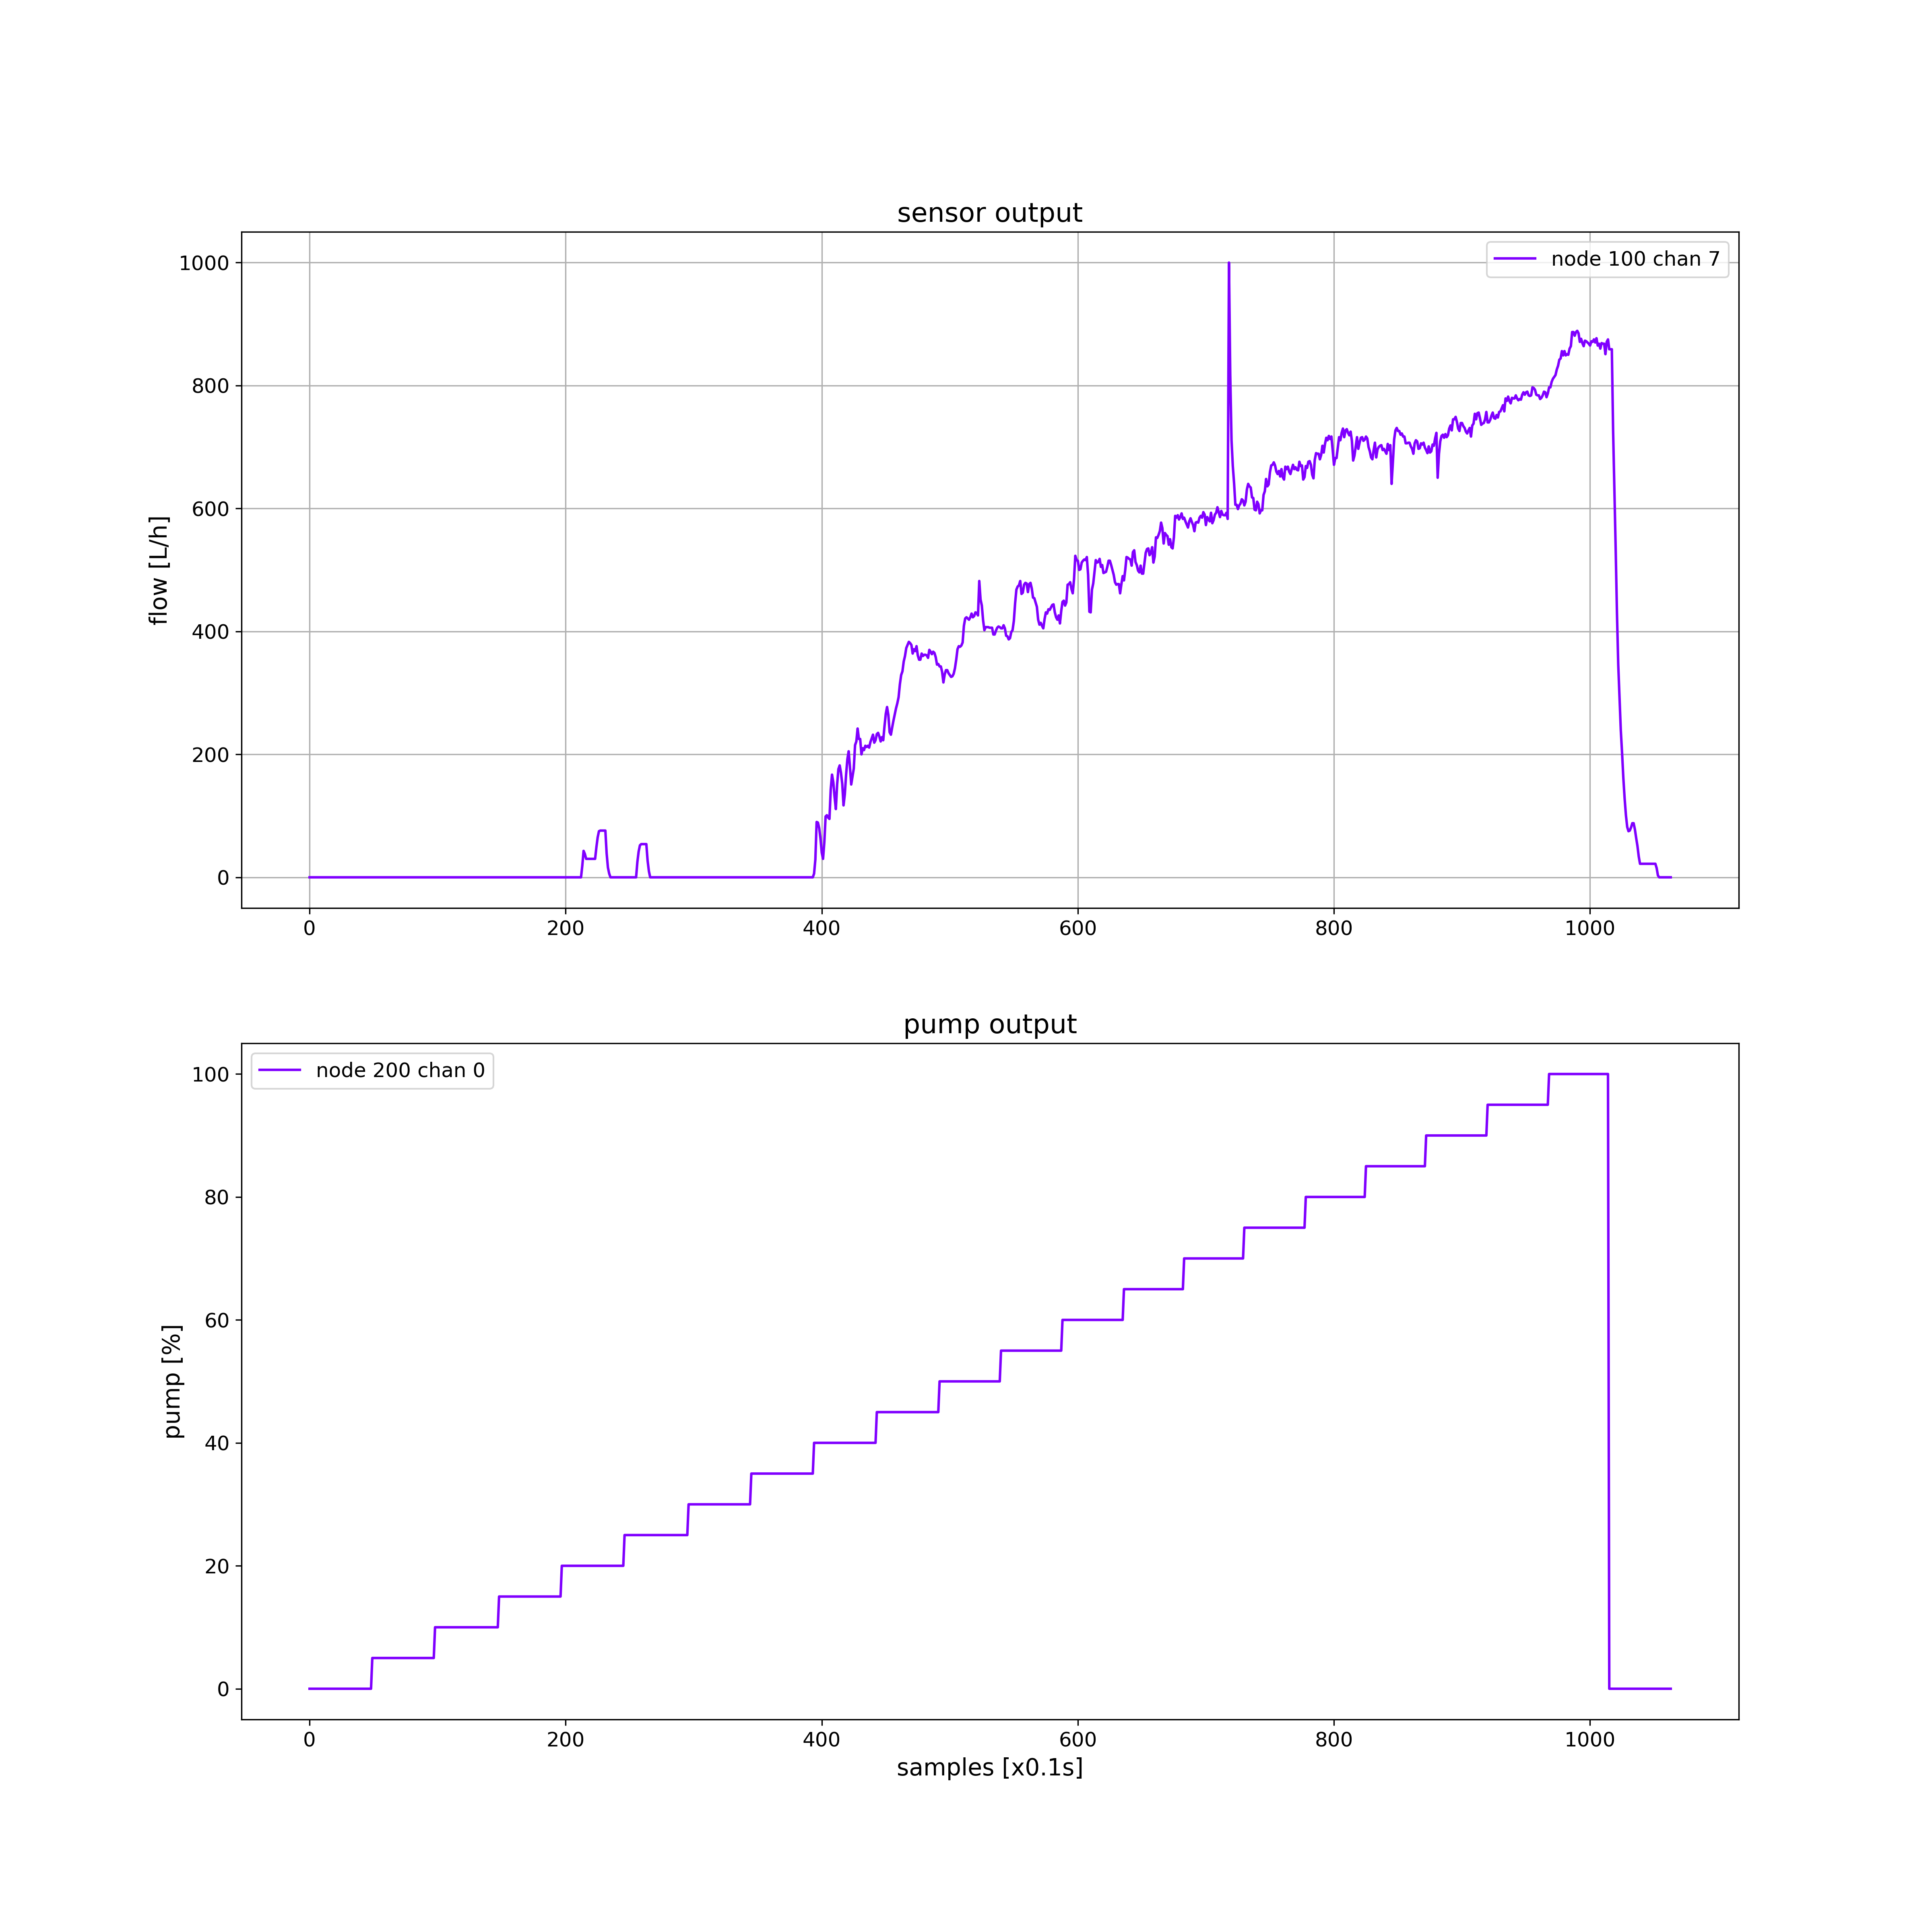 sensor output
node 100 chan 7
flow [L/h]
1000
800
600
400
200
0
0 200 400 600 800 1000
pump output
node 200 chan 0
pump [%]
100
80
60
40
20
0
0 200 400 600 800 1000
samples [x0.1s]